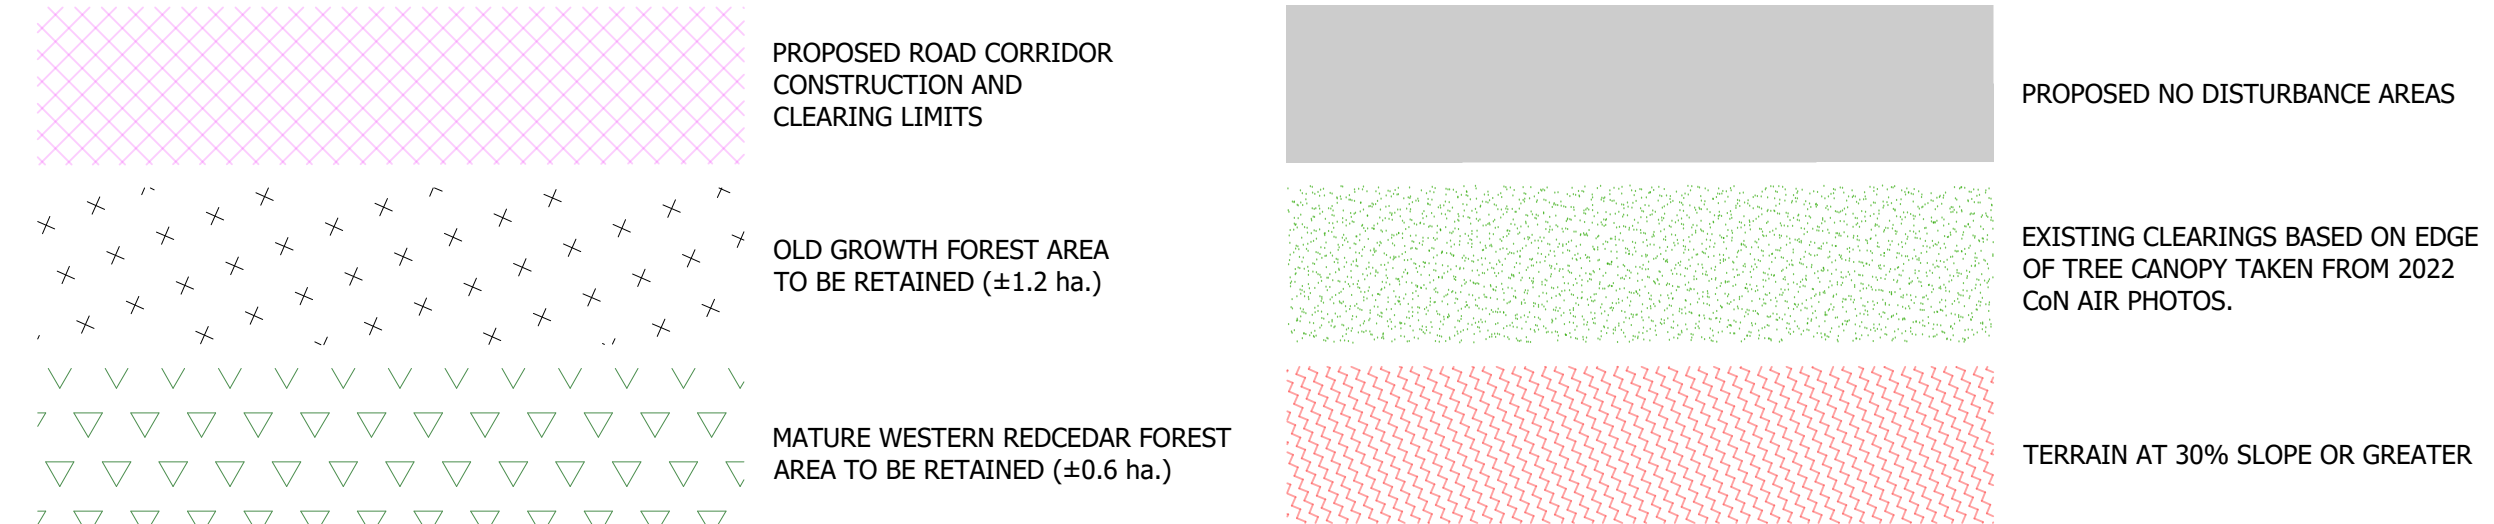 PROPOSED ROAD CORRIDOR
CONSTRUCTION AND
CLEARING LIMITS
OLD GROWTH FOREST AREA
TO BE RETAINED (±1.2 ha.)
MATURE WESTERN REDCEDAR FOREST
AREA TO BE RETAINED (±0.6 ha.)
PROPOSED NO DISTURBANCE AREAS
EXISTING CLEARINGS BASED ON EDGE
OF TREE CANOPY TAKEN FROM 2022
CoN AIR PHOTOS.
TERRAIN AT 30% SLOPE OR GREATER